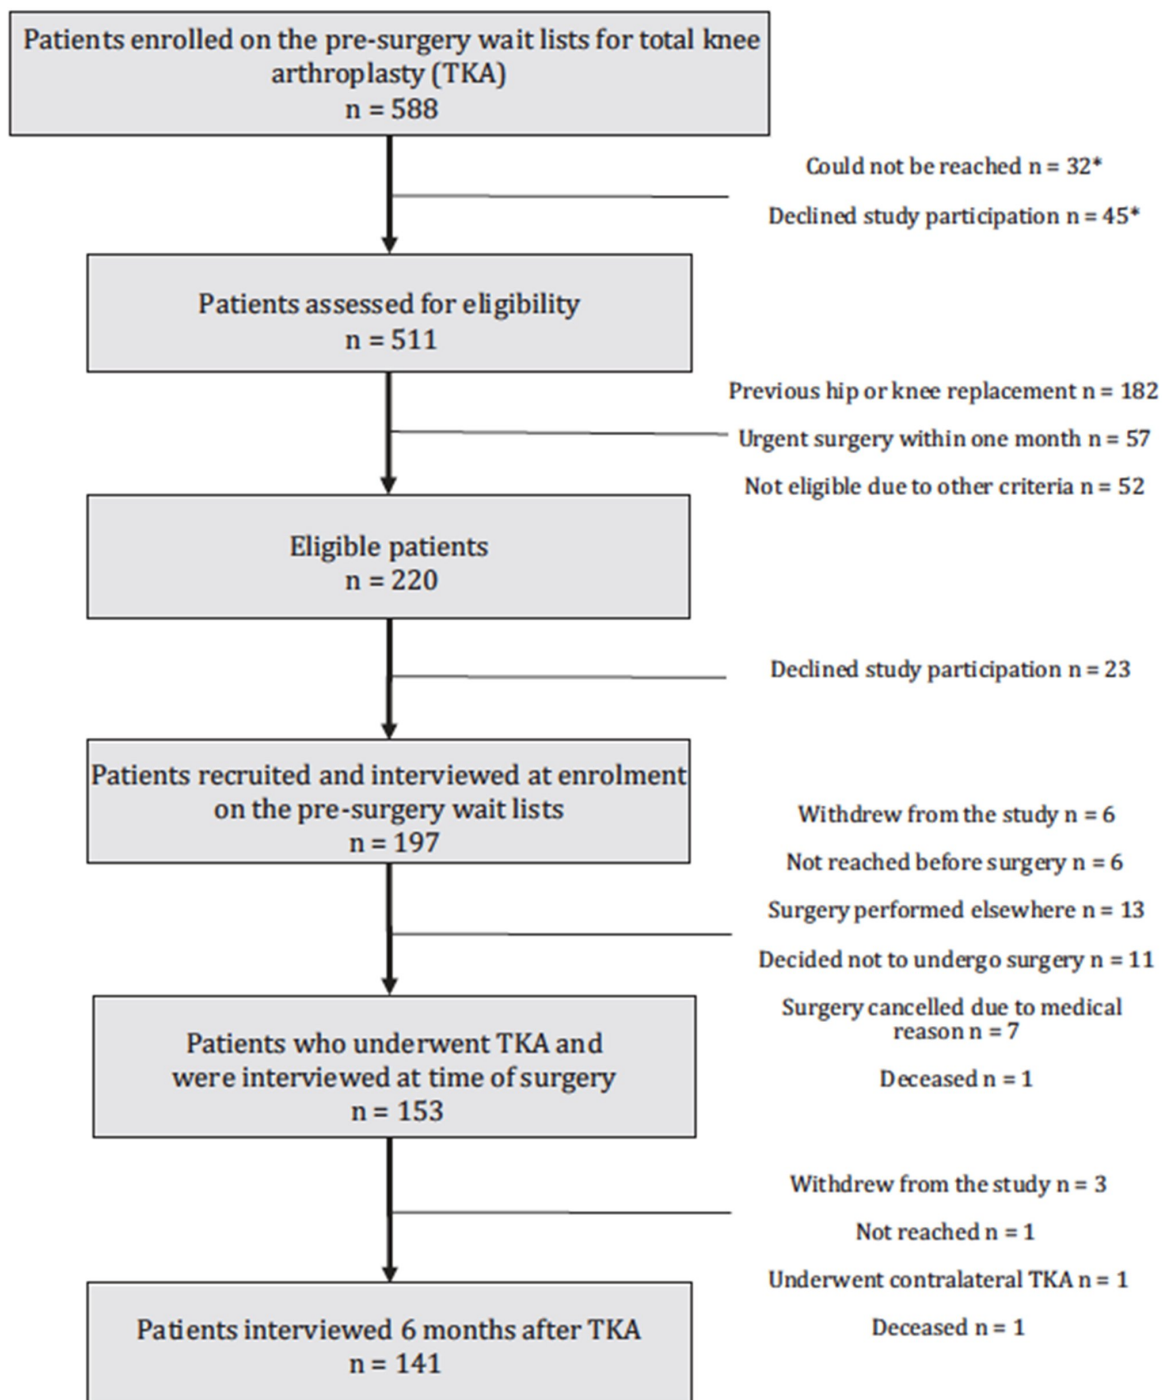 Patients enrolled on the pre-surgery wait lists for total knee
arthroplasty (TKA)
n = 588
Could not be reached n = 32*
Declined study participation n = 45*
Patients assessed for eligibility
n = 511
Previous hip or knee replacement n = 182
Urgent surgery within one month n = 57
Not eligible due to other criteria n = 52
Eligible patients
n = 220
Declined study participation n = 23
Patients recruited and interviewed at enrolment
on the pre-surgery wait lists
n = 197
Withdrew from the study n = 6
Not reached before surgery n = 6
Surgery performed elsewhere n = 13
Decided not to undergo surgery n = 11
Surgery cancelled due to medical
reason n = 7
Deceased n = 1
Patients who underwent TKA and
were interviewed at time of surgery
n = 153
Withdrew from the study n = 3
Not reached n = 1
Underwent contralateral TKA n = 1
Deceased n = 1
Patients interviewed 6 months after TKA
n = 141